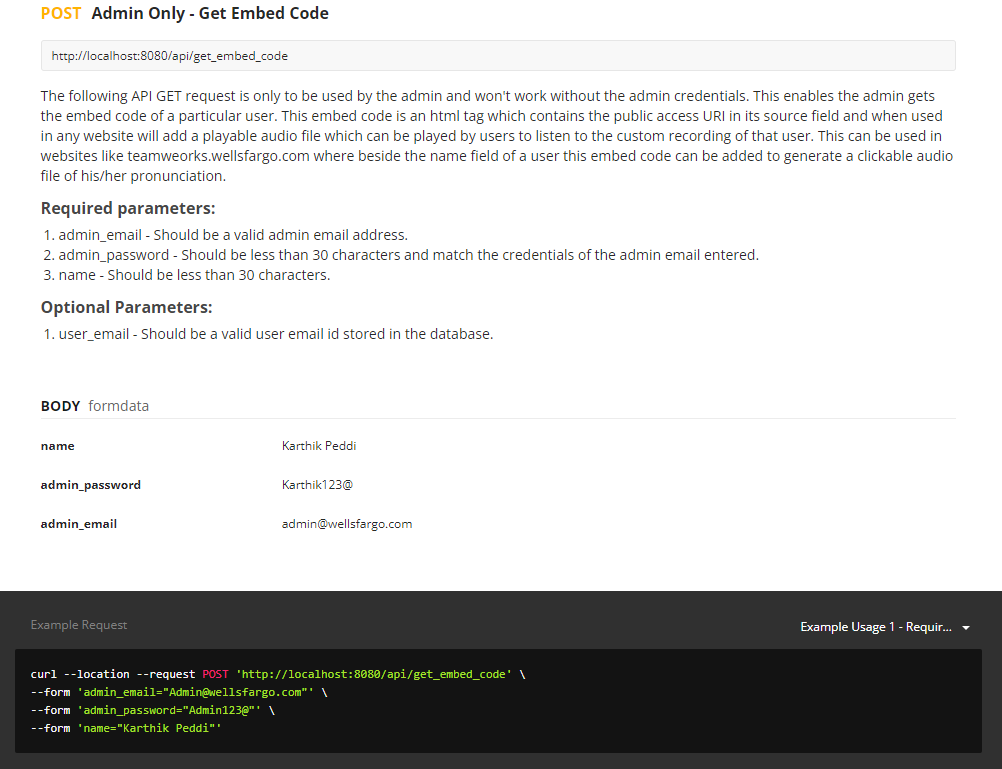 POST Admin Only - Get Embed Code
http://localhost:8080/api/get_embed_code
The following API GET request is only to be used by the admin and won't work without the admin credentials. This enables the admin gets
the embed code of a particular user. This embed code is an html tag which contains the public access URI in its source field and when used
in any website will add a playable audio file which can be played by users to listen to the custom recording of that user. This can be used in
websites like teamweorks.wellsfargo.com where beside the name field of a user this embed code can be added to generate a clickable audio
file of his/her pronunciation.
Required parameters:
1. admin_email - Should be a valid admin email address.
2. admin_password - Should be less than 30 characters and match the credentials of the admin email entered.
3. name - Should be less than 30 characters.
Optional Parameters:
1. user_email - Should be a valid user email id stored in the database.
BODY formdata
name Karthik Peddi
admin_password Karthik123@
admin_email admin@wellsfargo.com
Example Request Example Usage 1 - Requir...
curl --location --request POST 'http://localhost:8080/api/get_embed_code' \
--form 'admin_email="Admin@wellsfargo.com"' \
--form 'admin_password="Admin123@"' \
--form 'name="Karthik Peddi"'